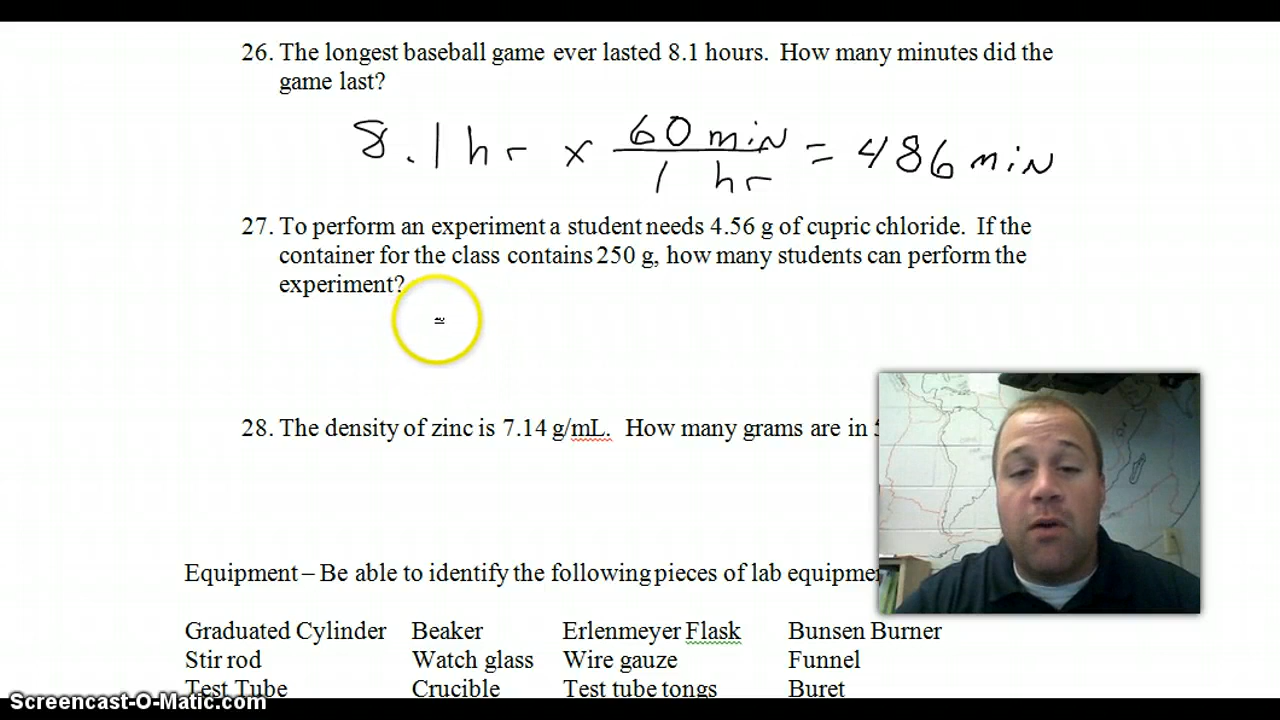 26. The longest baseball game ever lasted 8.1 hours. How many minutes did the
game last?
8.1 hr x 60 min / 1 hr = 486 min
27. To perform an experiment a student needs 4.56 g of cupric chloride. If the
container for the class contains 250 g, how many students can perform the
experiment?
28. The density of zinc is 7.14 g/mL. How many grams are in
Equipment – Be able to identify the following pieces of lab
Graduated Cylinder Beaker Erlenmeyer Flask Bunsen Burner
Stir rod Watch glass Wire gauze Funnel
Test Tube Crucible Test tube tongs Buret
Screencast-O-Matic.com